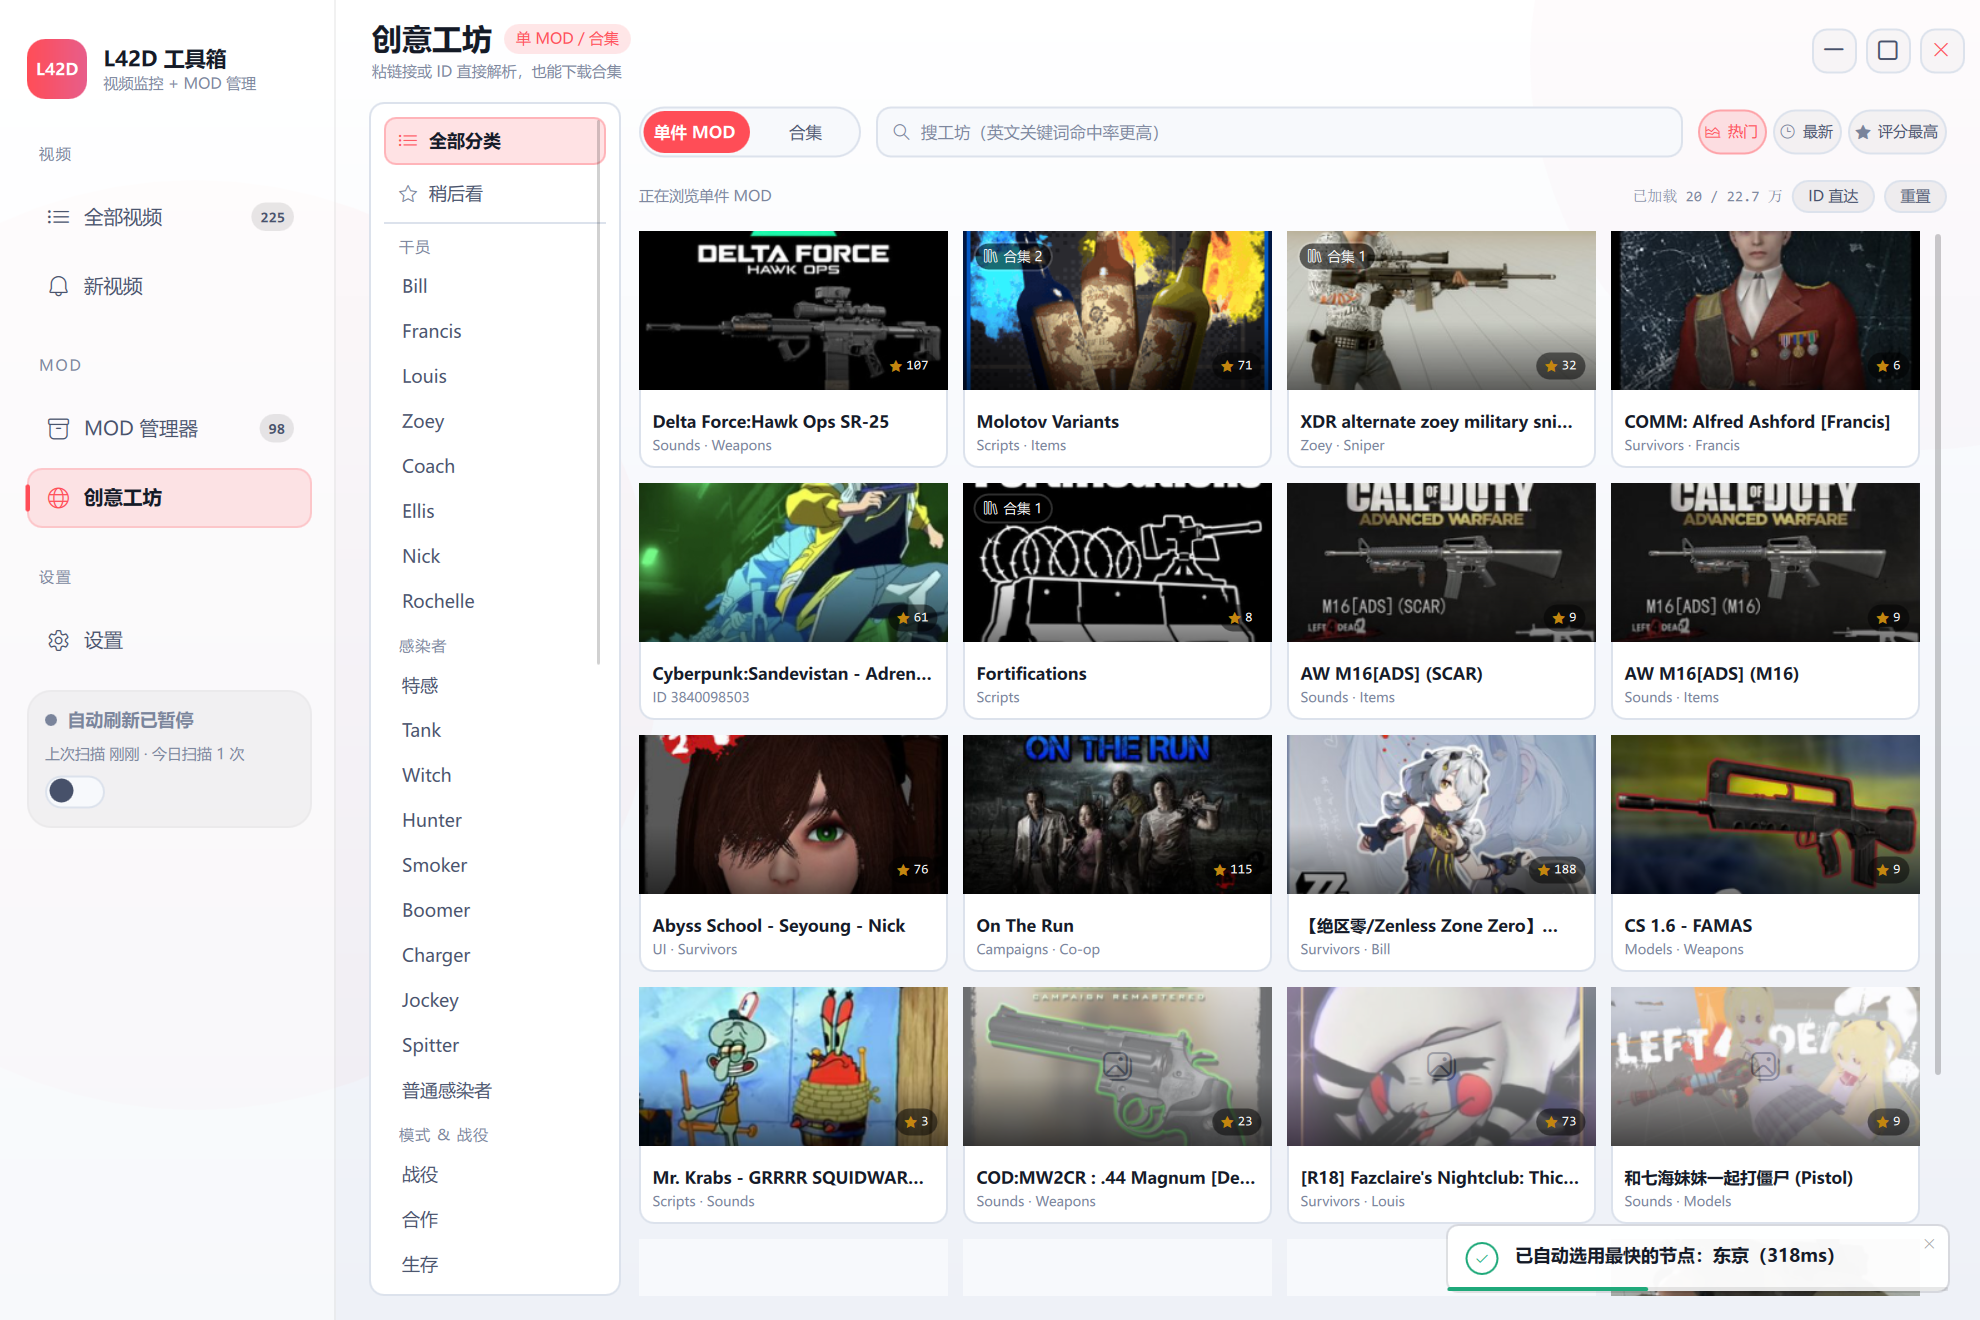 L42D
L42D 工具箱
视频监控 + MOD 管理
视频
全部视频
225
新视频
MOD
MOD 管理器
98
创意工坊
设置
设置
自动刷新已暂停
上次扫描 刚刚 · 今日扫描 1 次
创意工坊
单 MOD / 合集
粘链接或 ID 直接解析，也能下载合集
全部分类
稍后看
干员
Bill
Francis
Louis
Zoey
Coach
Ellis
Nick
Rochelle
感染者
特感
Tank
Witch
Hunter
Smoker
Boomer
Charger
Jockey
Spitter
普通感染者
模式 & 战役
战役
合作
生存
单件 MOD
合集
搜工坊（英文关键词命中率更高）
热门
最新
评分最高
正在浏览单件 MOD
已加载 20 / 22.7 万
ID 直达
重置
DELTA FORCE
HAWK OPS
107
Delta Force:Hawk Ops SR-25
Sounds · Weapons
合集 2
71
Molotov Variants
Scripts · Items
合集 1
32
XDR alternate zoey military sni...
Zoey · Sniper
6
COMM: Alfred Ashford [Francis]
Survivors · Francis
61
Cyberpunk:Sandevistan - Adren...
ID 3840098503
合集 1
8
Fortifications
Scripts
CALL OF DUTY
ADVANCED WARFARE
M16[ADS] (SCAR)
LEFT 4 DEAD 2
9
AW M16[ADS] (SCAR)
Sounds · Items
CALL OF DUTY
ADVANCED WARFARE
M16[ADS] (M16)
LEFT 4 DEAD 2
9
AW M16[ADS] (M16)
Sounds · Items
76
Abyss School - Seyoung - Nick
UI · Survivors
ON THE RUN
115
On The Run
Campaigns · Co-op
188
【绝区零/Zenless Zone Zero】...
Survivors · Bill
9
CS 1.6 - FAMAS
Models · Weapons
3
Mr. Krabs - GRRRR SQUIDWAR...
Scripts · Sounds
CAMPAIGN REMASTERED
23
COD:MW2CR : .44 Magnum [De...
Sounds · Weapons
73
[R18] Fazclaire's Nightclub: Thic...
Survivors · Louis
LEFT 4 DEAD
9
和七海妹妹一起打僵尸 (Pistol)
Sounds · Models
已自动选用最快的节点：东京（318ms）